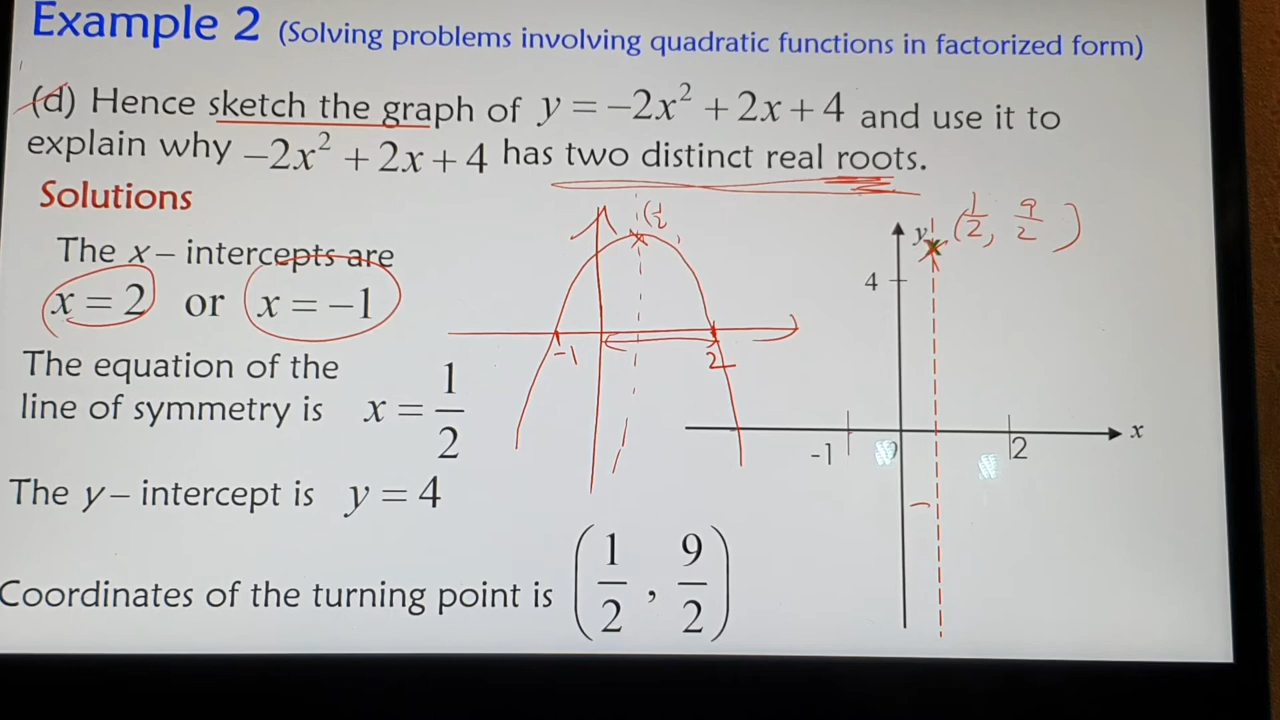 Example 2 (Solving problems involving quadratic functions in factorized form)
(d) Hence sketch the graph of y = −2x² + 2x + 4 and use it to
explain why −2x² + 2x + 4 has two distinct real roots.
Solutions
The x – intercepts are
x = 2 or x = −1
The equation of the
line of symmetry is x = 1/2
The y – intercept is y = 4
Coordinates of the turning point is (1/2 , 9/2)
(1/2,
-1
2
y
(1/2, 9/2)
4
x
-1
2